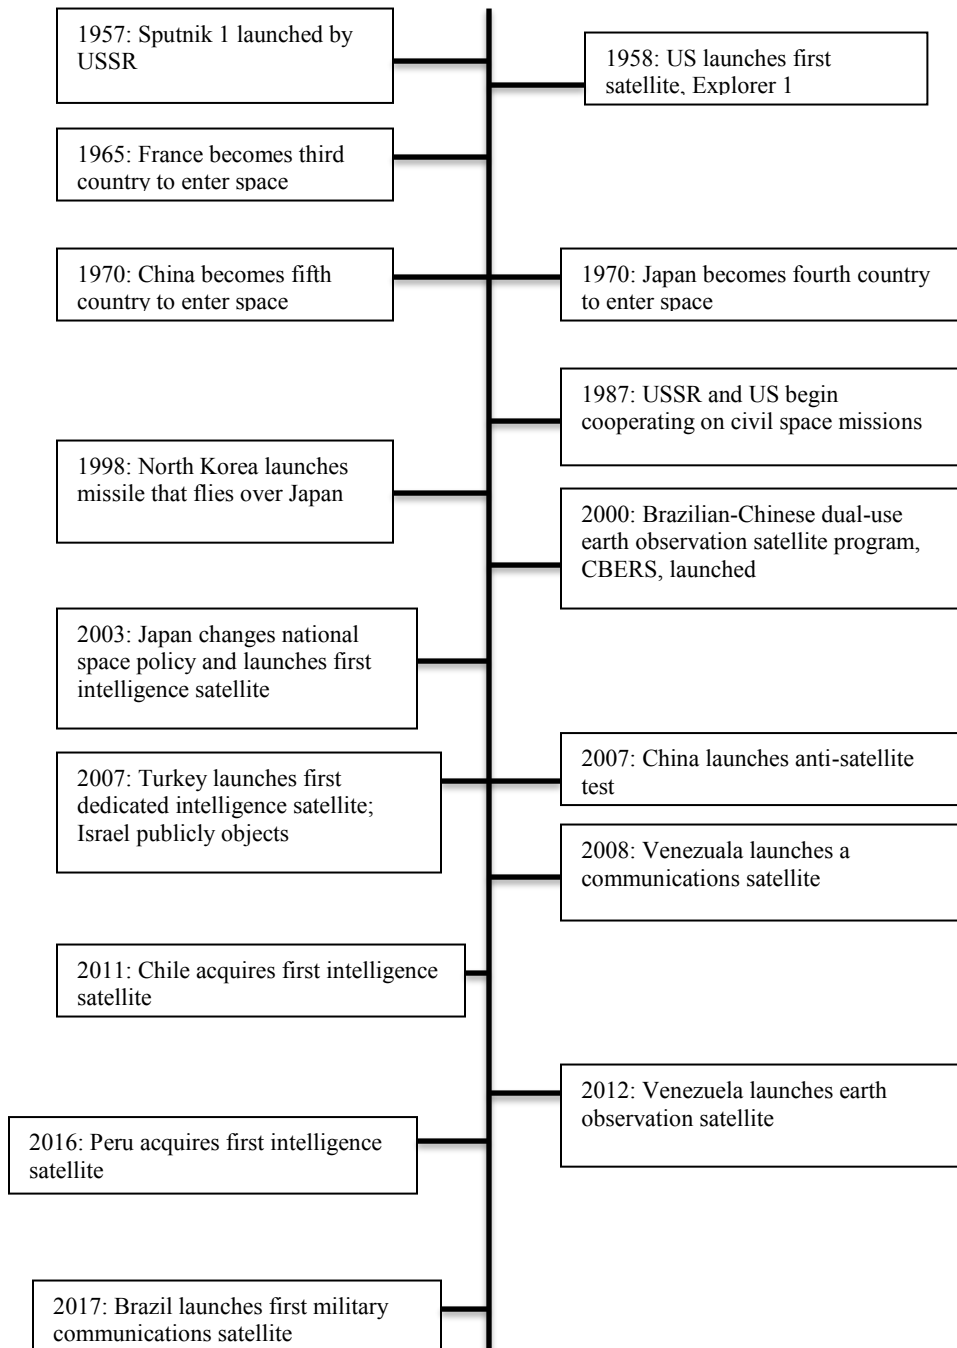 1957: Sputnik 1 launched by
USSR
1958: US launches first
satellite, Explorer 1
1965: France becomes third
country to enter space
1970: China becomes fifth
country to enter space
1970: Japan becomes fourth country
to enter space
1987: USSR and US begin
cooperating on civil space missions
1998: North Korea launches
missile that flies over Japan
2000: Brazilian-Chinese dual-use
earth observation satellite program,
CBERS, launched
2003: Japan changes national
space policy and launches first
intelligence satellite
2007: Turkey launches first
dedicated intelligence satellite;
Israel publicly objects
2007: China launches anti-satellite
test
2008: Venezuala launches a
communications satellite
2011: Chile acquires first intelligence
satellite
2012: Venezuela launches earth
observation satellite
2016: Peru acquires first intelligence
satellite
2017: Brazil launches first military
communications satellite